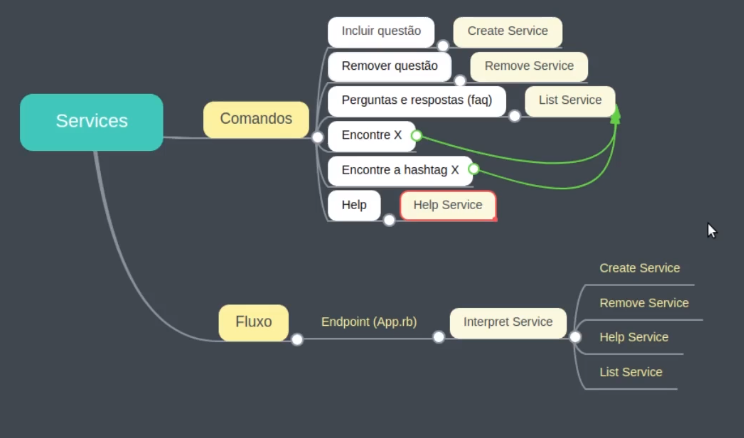 Services
Comandos
Incluir questão
Create Service
Remover questão
Remove Service
Perguntas e respostas (faq)
List Service
Encontre X
Encontre a hashtag X
Help
Help Service
Fluxo
Endpoint (App.rb)
Interpret Service
Create Service
Remove Service
Help Service
List Service